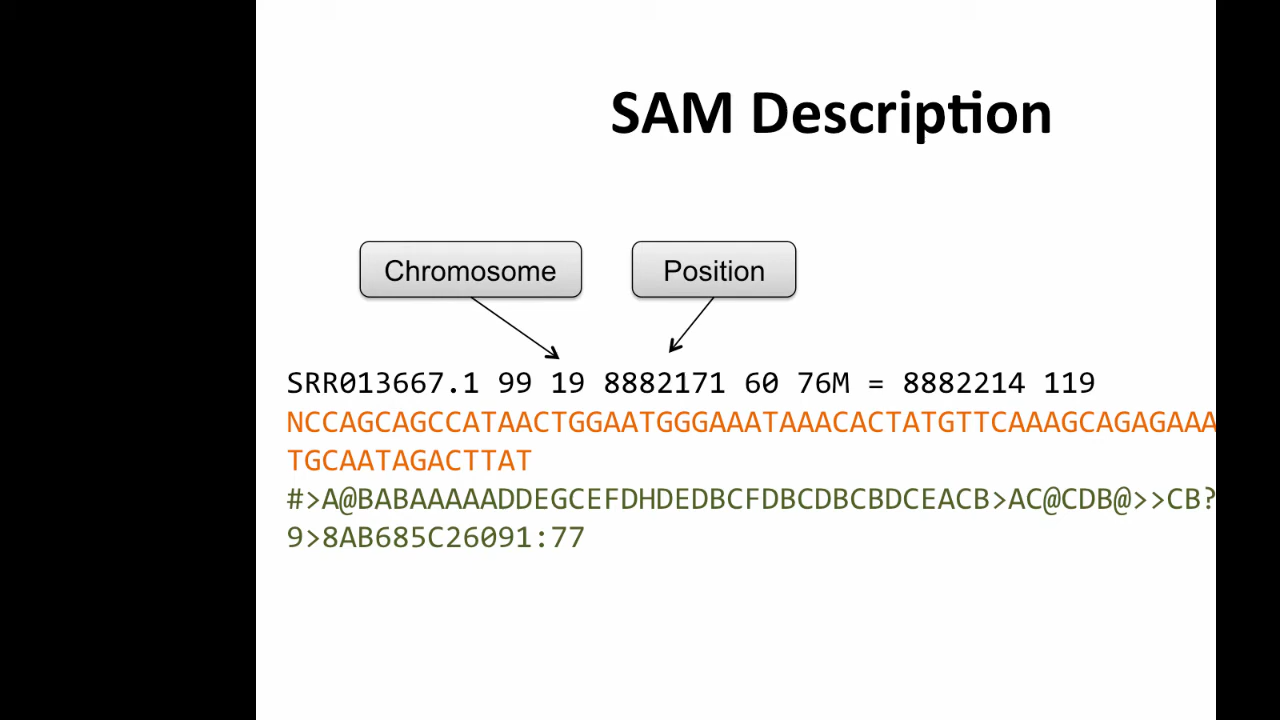 SAM Description
Chromosome
Position
SRR013667.1 99 19 8882171 60 76M = 8882214 119
NCCAGCAGCCATAACTGGAATGGGAAATAAACACTATGTTCAAAGCAGAGAAA
TGCAATAGACTTAT
#>A@BABAAAAADDEGCEFDHDEDBCFDBCDBCBDCEACB>AC@CDB@>>CB?
9>8AB685C26091:77